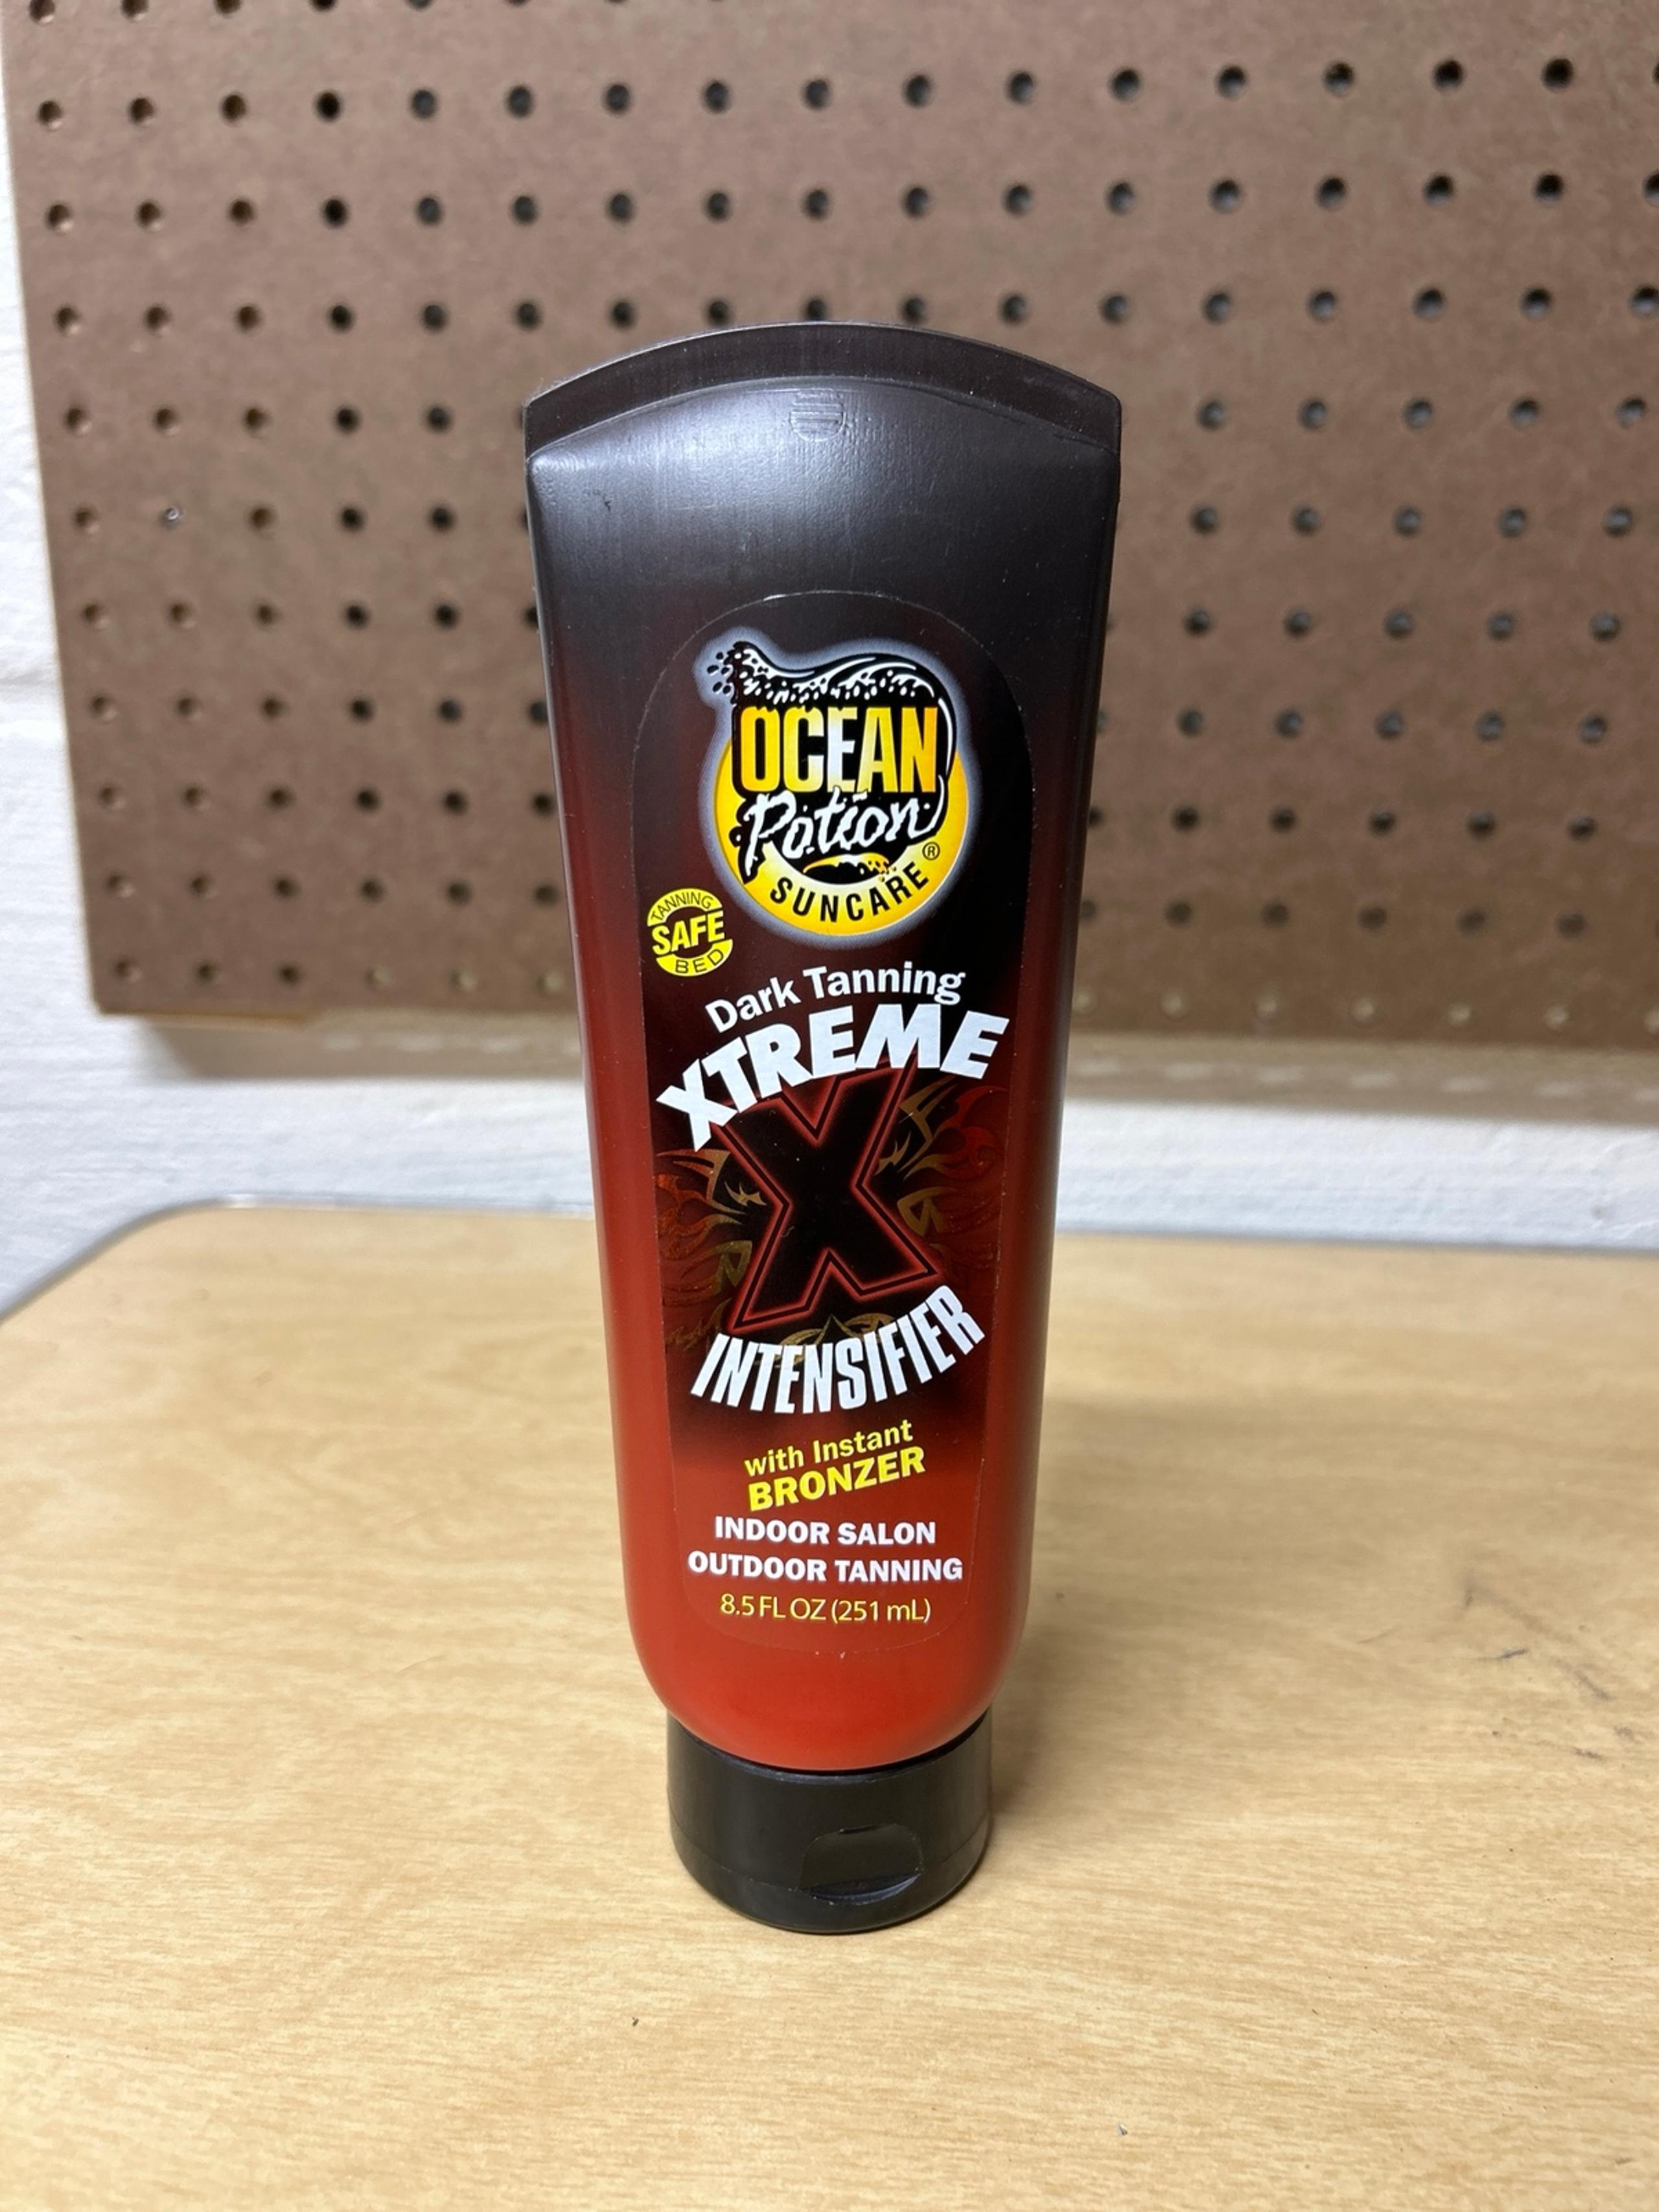 OCEAN
Potion
SUNCARE®
TANNING
SAFE
BED
Dark Tanning
XTREME
X
INTENSIFIER
with Instant
BRONZER
INDOOR SALON
OUTDOOR TANNING
8.5 FL OZ (251 mL)